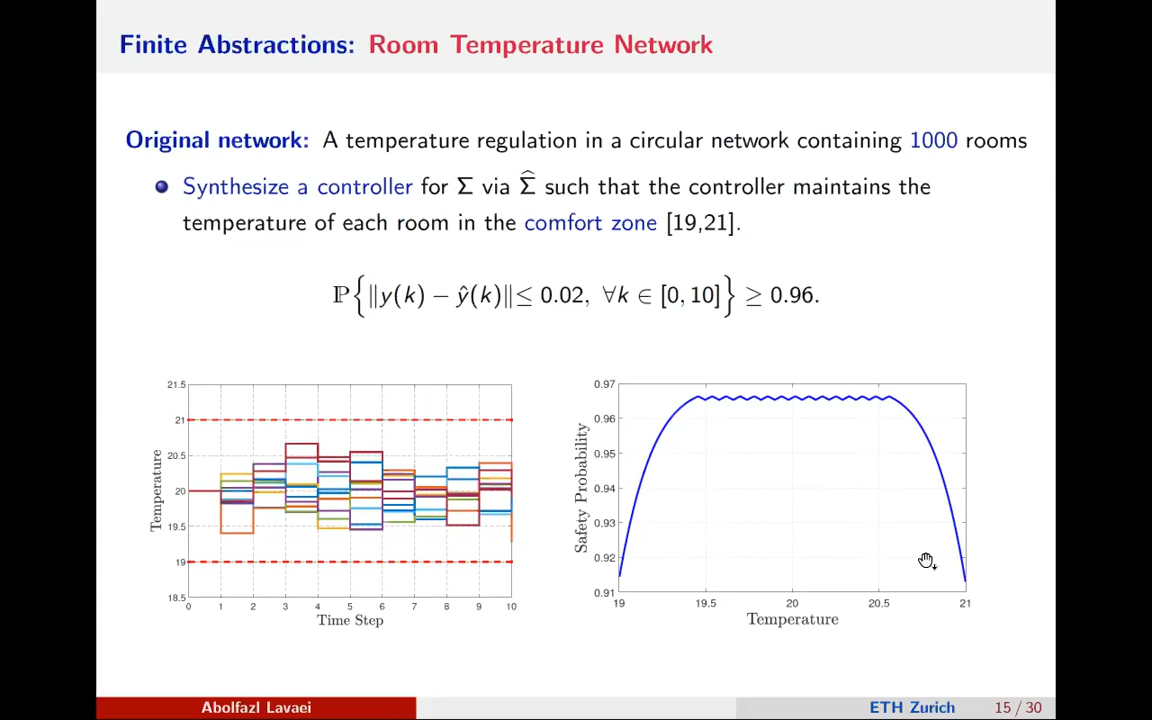 Finite Abstractions: Room Temperature Network
Original network: A temperature regulation in a circular network containing 1000 rooms
Synthesize a controller for Σ via Σ̂ such that the controller maintains the
temperature of each room in the comfort zone [19,21].
ℙ{‖y(k) − ŷ(k)‖≤ 0.02, ∀k ∈ [0, 10]} ≥ 0.96.
21.5
21
20.5
20
19.5
19
18.5
Temperature
0 1 2 3 4 5 6 7 8 9 10
Time Step
0.97
0.96
0.95
0.94
0.93
0.92
0.91
Safety Probability
19 19.5 20 20.5 21
Temperature
Abolfazl Lavaei
ETH Zurich
15 / 30